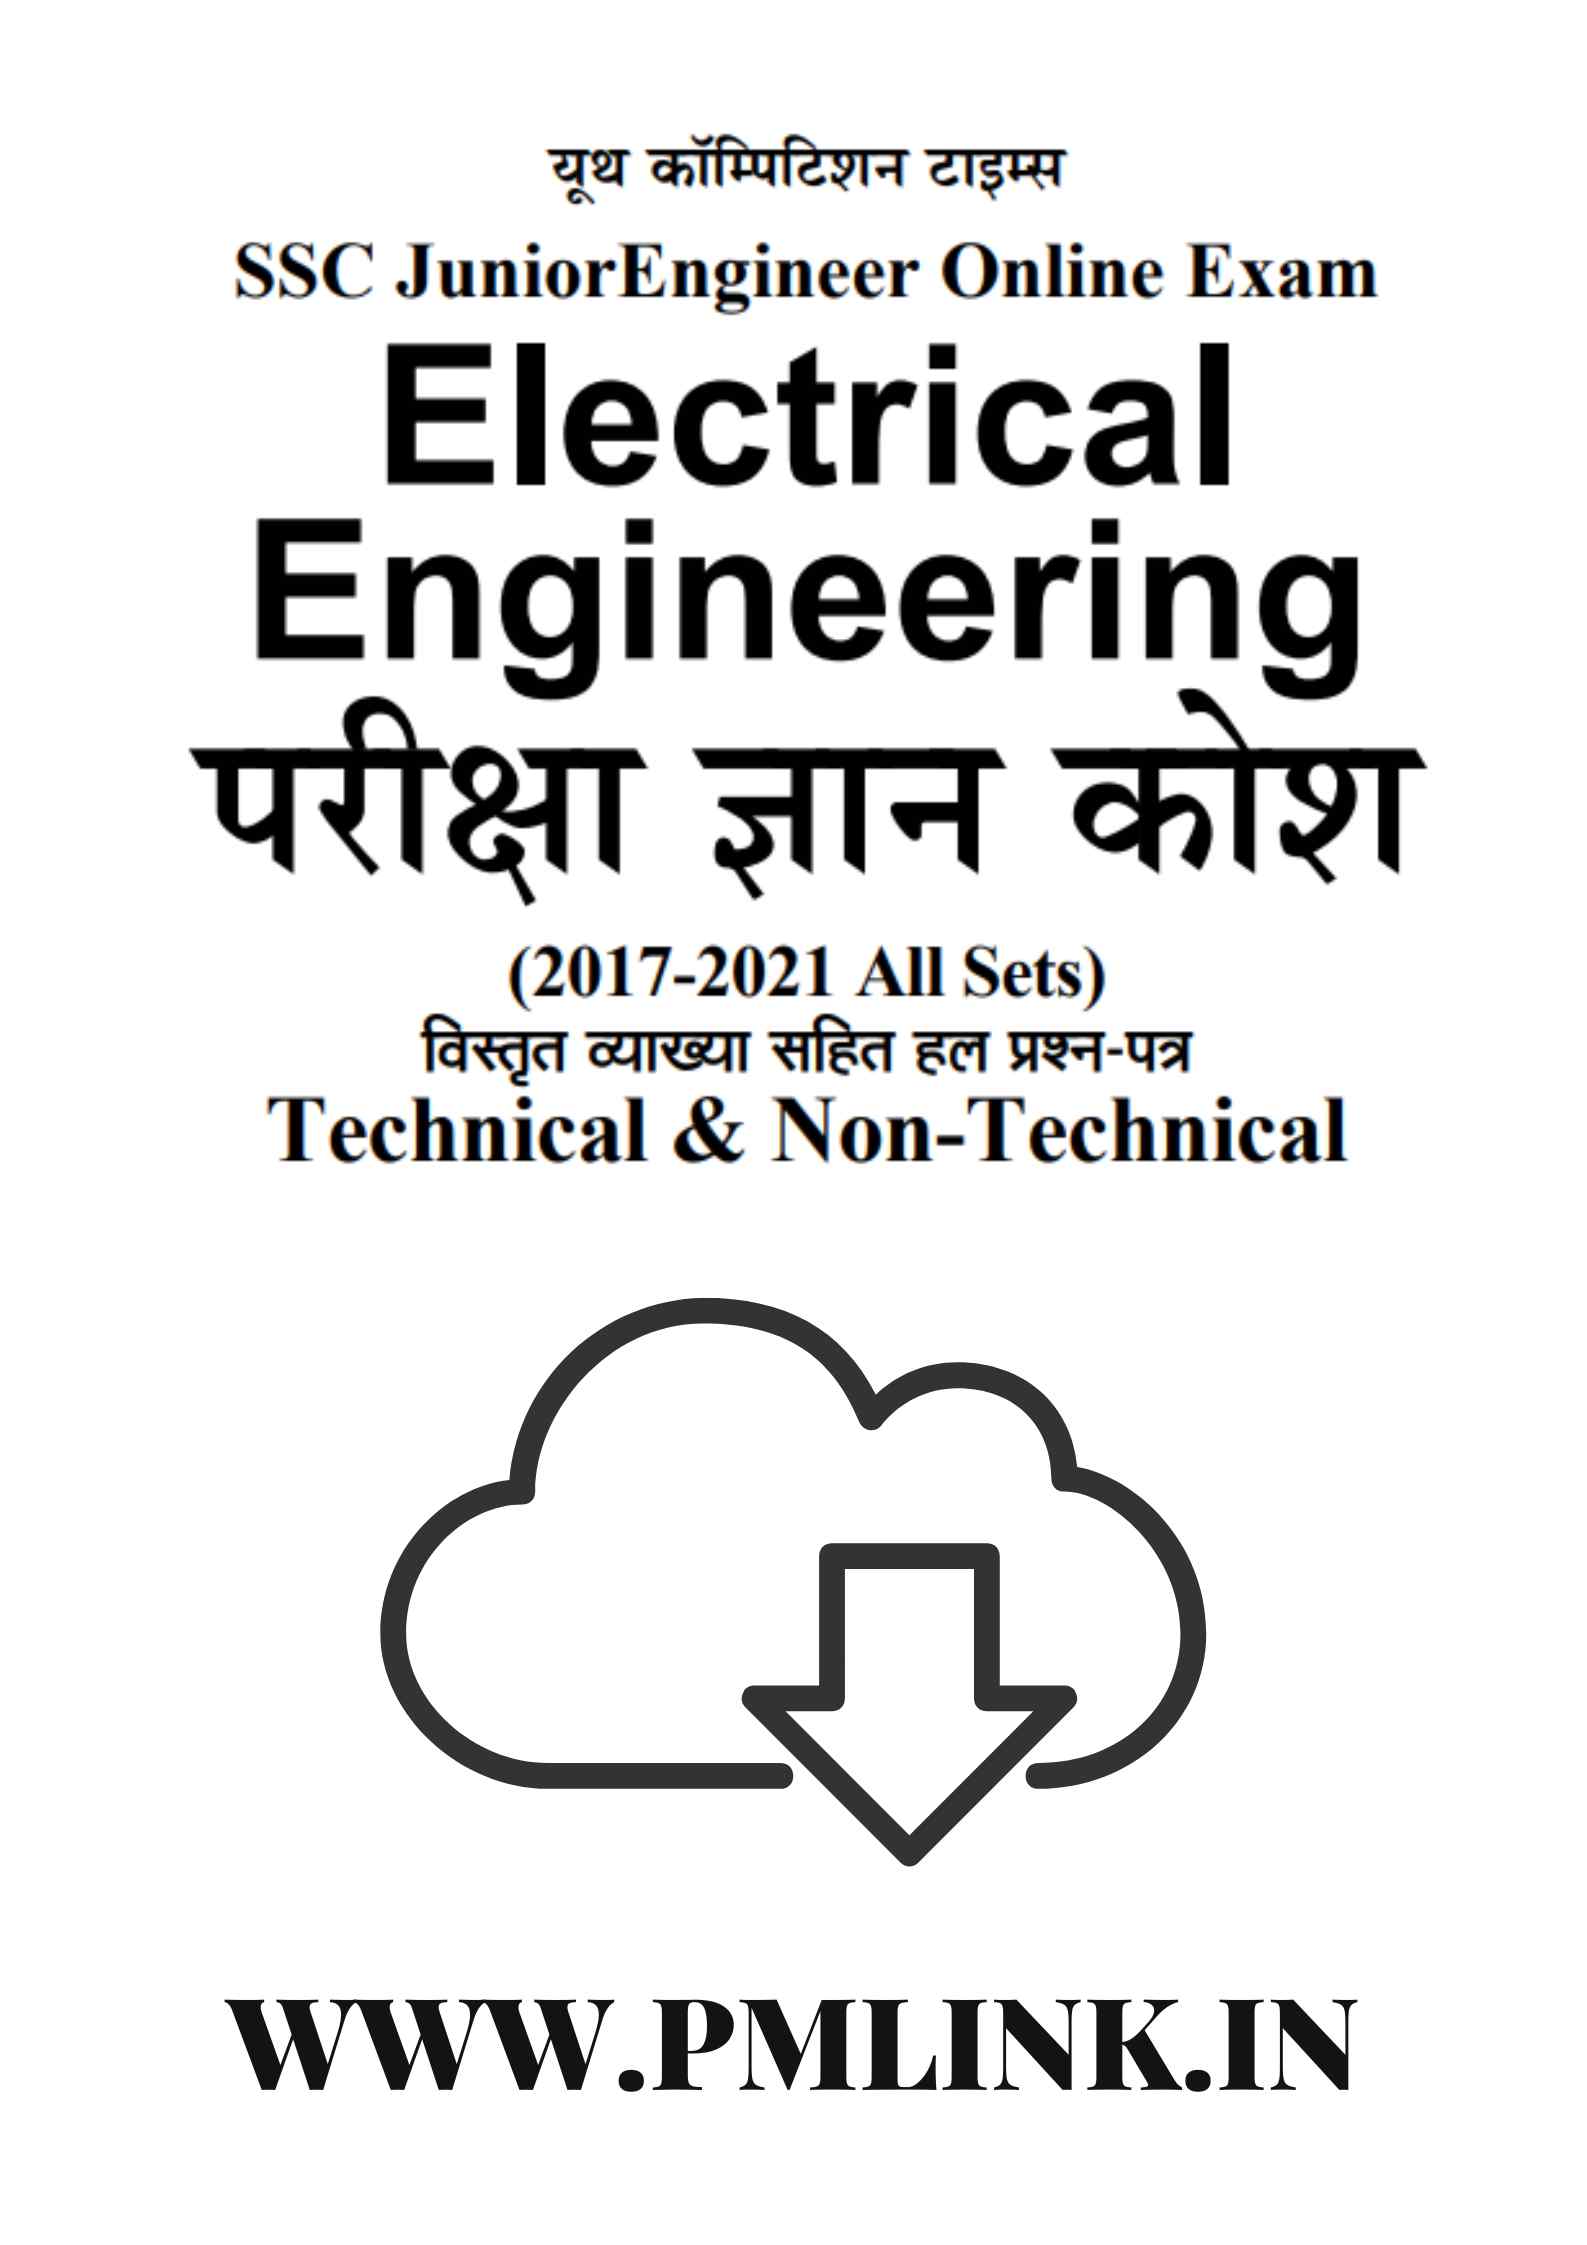 यूथ कॉम्पिटिशन टाइम्स
SSC JuniorEngineer Online Exam
Electrical
Engineering
परीक्षा ज्ञान कोश
(2017-2021 All Sets)
विस्तृत व्याख्या सहित हल प्रश्न-पत्र
Technical & Non-Technical
WWW.PMLINK.IN